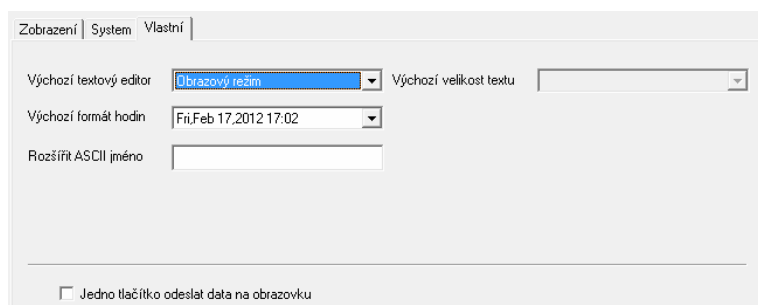 Zobrazení System Vlastní
Výchozí textový editor Obrazový režim Výchozí velikost textu
Výchozí formát hodin Fri,Feb 17,2012 17:02
Rozšířit ASCII jméno
Jedno tlačítko odeslat data na obrazovku